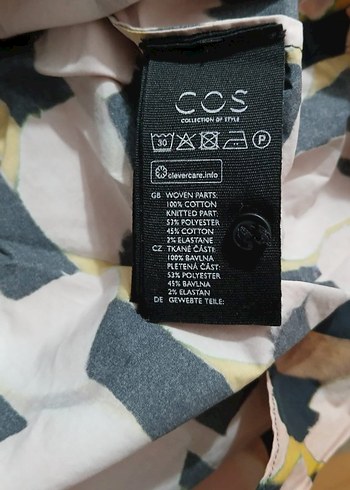 COS
COLLECTION OF STYLE
30 P
clevercare.info
GB WOVEN PARTS:
100% COTTON
KNITTED PART:
53% POLYESTER
45% COTTON
2% ELASTANE
CZ TKANÉ ČÁSTI:
100% BAVLNA
PLETENÁ ČÁST:
53% POLYESTER
45% BAVLNA
2% ELASTAN
DE GEWEBTE TEILE: